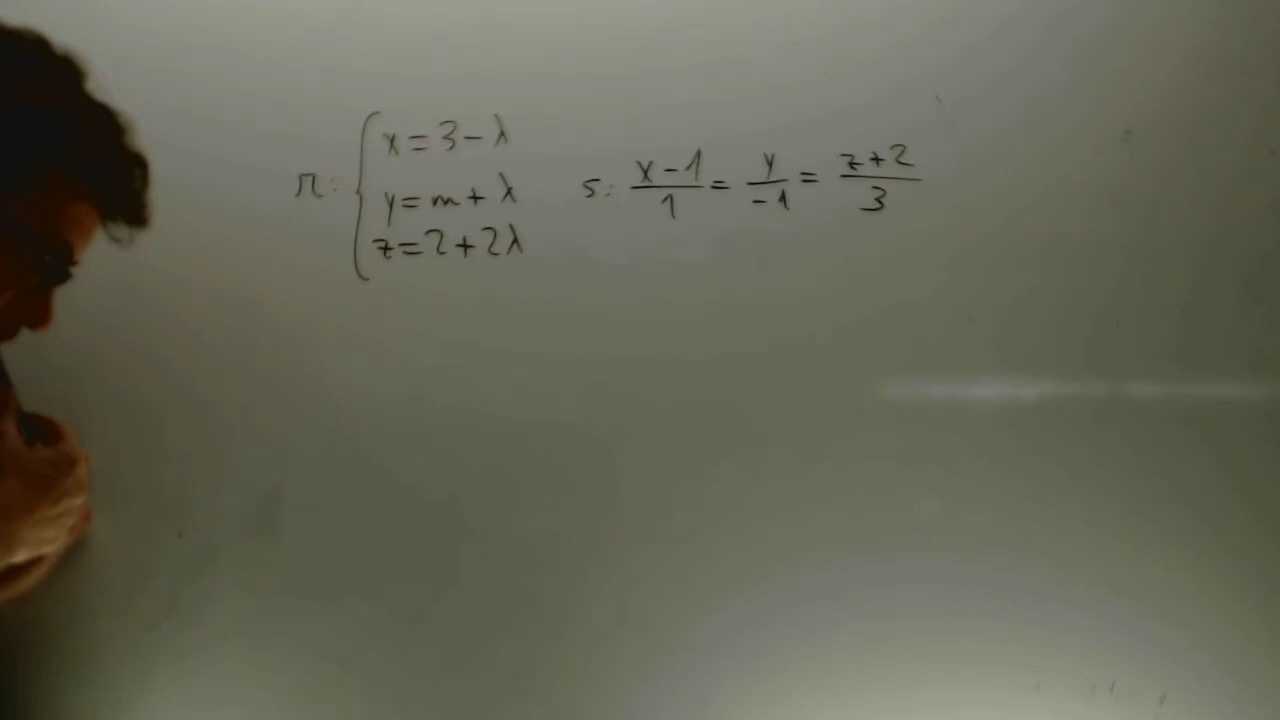 r: { x = 3 - λ
y = m + λ
z = 2 + 2λ
s: (x - 1)/1 = y/-1 = (z + 2)/3